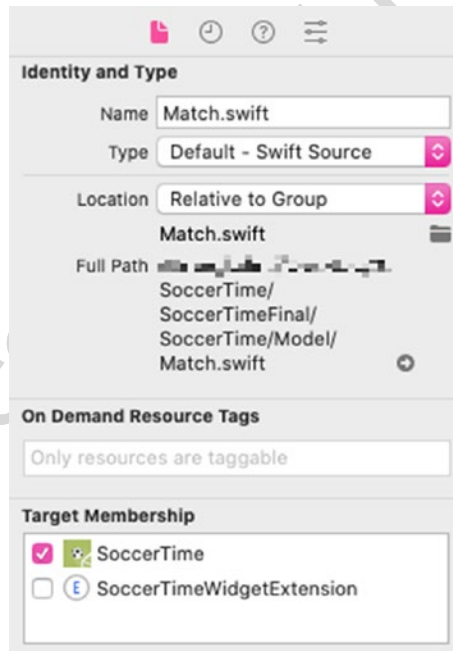 Identity and Type
Name Match.swift
Type Default - Swift Source
Location Relative to Group
Match.swift
Full Path
SoccerTime/
SoccerTimeFinal/
SoccerTime/Model/
Match.swift
On Demand Resource Tags
Only resources are taggable
Target Membership
SoccerTime
E SoccerTimeWidgetExtension